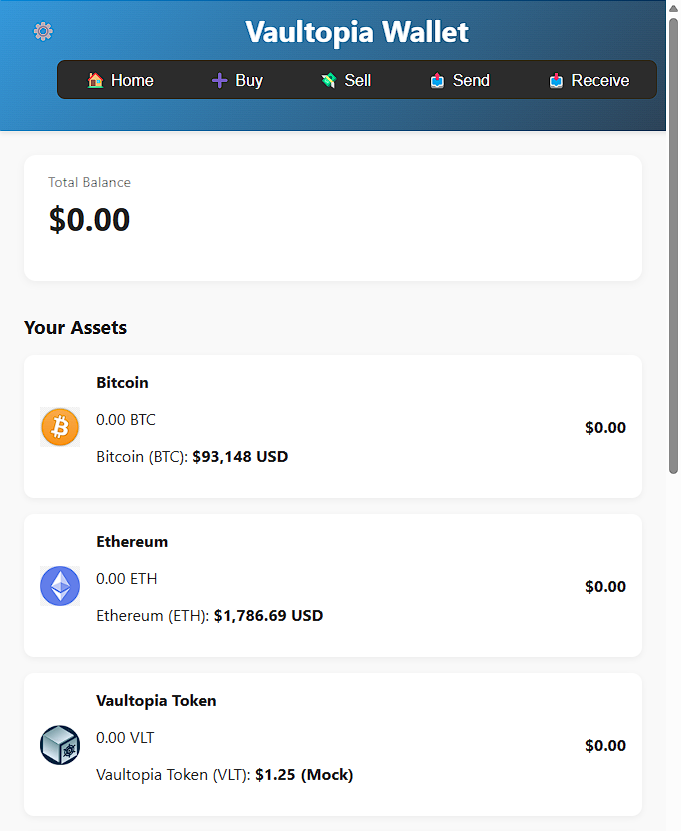 Vaultopia Wallet
Home Buy Sell Send Receive
Total Balance
$0.00
Your Assets
Bitcoin
0.00 BTC
$0.00
Bitcoin (BTC): $93,148 USD
Ethereum
0.00 ETH
$0.00
Ethereum (ETH): $1,786.69 USD
Vaultopia Token
0.00 VLT
$0.00
Vaultopia Token (VLT): $1.25 (Mock)